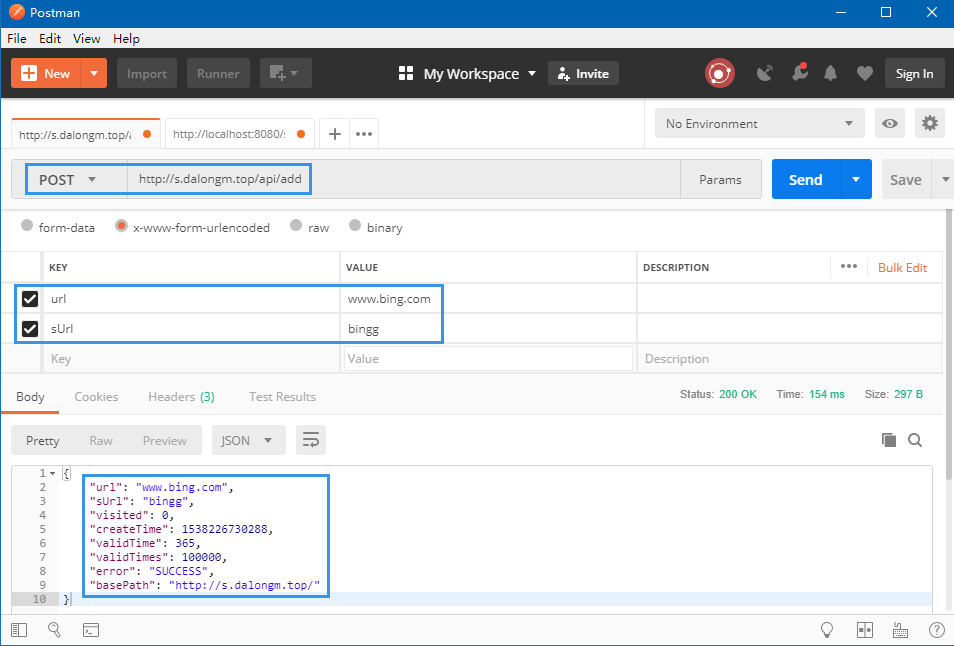 Postman
File Edit View Help
New Import Runner My Workspace Invite Sign In
http://s.dalongm.top/a http://localhost:8080/s No Environment
POST http://s.dalongm.top/api/add Params Send Save
form-data x-www-form-urlencoded raw binary
KEY VALUE DESCRIPTION Bulk Edit
url www.bing.com
sUrl bingg
Key Value Description
Body Cookies Headers (3) Test Results Status: 200 OK Time: 154 ms Size: 297 B
Pretty Raw Preview JSON
1 {
2 "url": "www.bing.com",
3 "sUrl": "bingg",
4 "visited": 0,
5 "createTime": 1538226730288,
6 "validTime": 365,
7 "validTimes": 100000,
8 "error": "SUCCESS",
9 "basePath": "http://s.dalongm.top/"
10 }